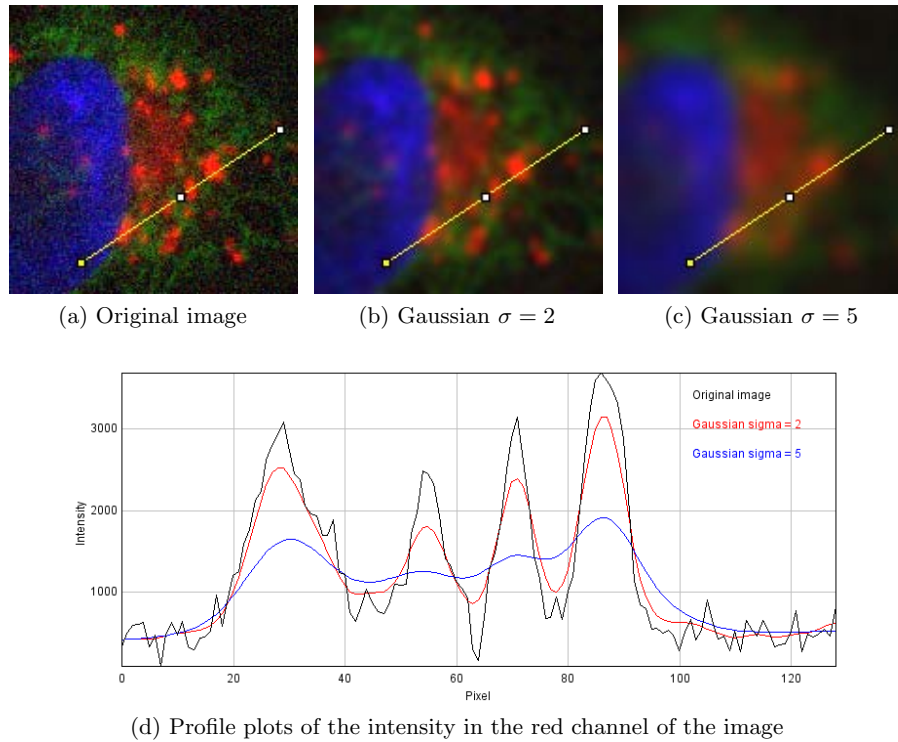 (a) Original image
(b) Gaussian σ = 2
(c) Gaussian σ = 5
Original image
Gaussian sigma = 2
Gaussian sigma = 5
3000
2000
1000
Intensity
0 20 40 60 80 100 120
Pixel
(d) Profile plots of the intensity in the red channel of the image